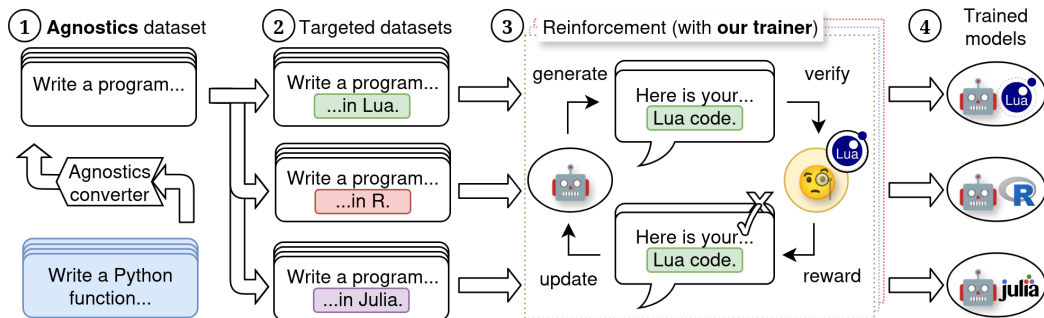 1 Agnostics dataset
Write a program...
Agnostics
converter
Write a Python
function...
2 Targeted datasets
Write a program...
...in Lua.
Write a program...
...in R.
Write a program...
...in Julia.
3 Reinforcement (with our trainer)
generate
Here is your...
Lua code.
verify
Lua
Here is your...
Lua code.
update
reward
4 Trained
models
Lua
R
julia